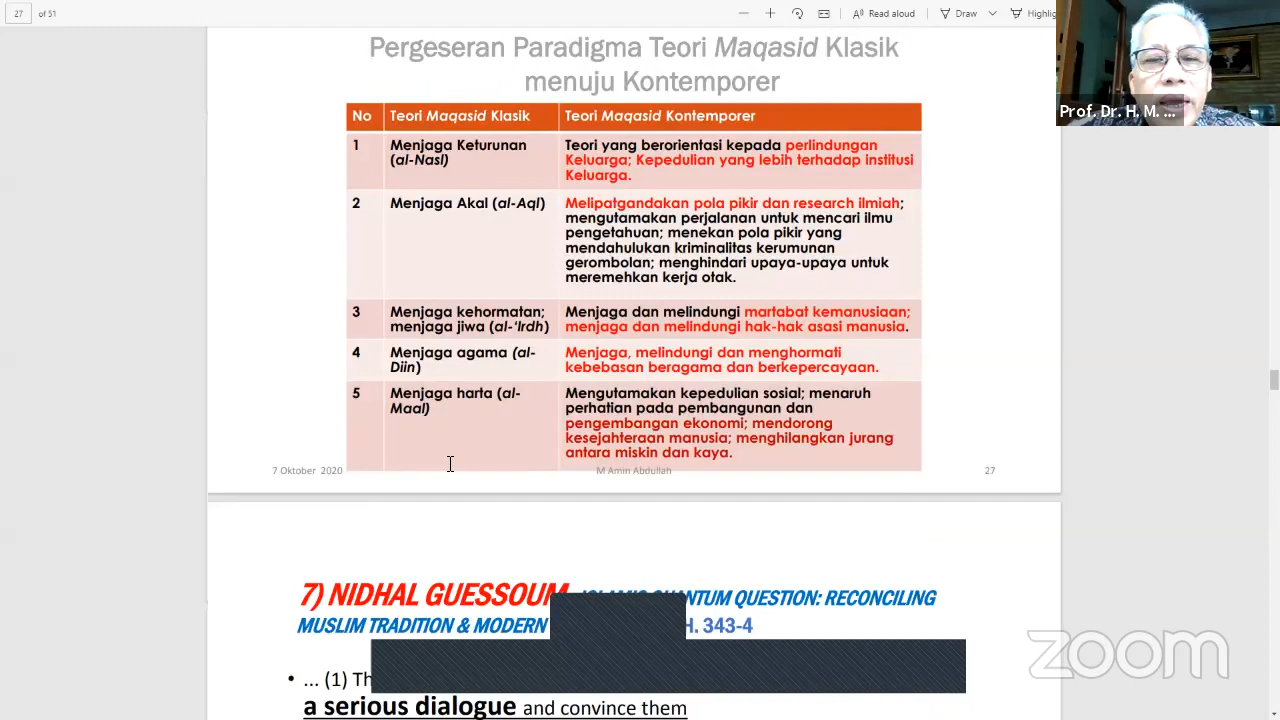 27 of 51
Read aloud
Draw
Prof. Dr. H. M. ...
Pergeseran Paradigma Teori Maqasid Klasik
menuju Kontemporer
No Teori Maqasid Klasik Teori Maqasid Kontemporer
1 Menjaga Keturunan
(al-Nasl)
Teori yang berorientasi kepada perlindungan
Keluarga; Kepedulian yang lebih terhadap institusi
Keluarga.
2 Menjaga Akal (al-Aql)
Melipatgandakan pola pikir dan research ilmiah;
mengutamakan perjalanan untuk mencari ilmu
pengetahuan; menekan pola pikir yang
mendahulukan kriminalitas kerumunan
gerombolan; menghindari upaya-upaya untuk
meremehkan kerja otak.
3 Menjaga kehormatan;
menjaga jiwa (al-'Irdh)
Menjaga dan melindungi martabat kemanusiaan;
menjaga dan melindungi hak-hak asasi manusia.
4 Menjaga agama (al-
Diin)
Menjaga, melindungi dan menghormati
kebebasan beragama dan berkepercayaan.
5 Menjaga harta (al-
Maal)
Mengutamakan kepedulian sosial; menaruh
perhatian pada pembangunan dan
pengembangan ekonomi; mendorong
kesejahteraan manusia; menghilangkan jurang
antara miskin dan kaya.
7 Oktober 2020 M Amin Abdullah 27
7) NIDHAL GUESSOUM QUESTION: RECONCILING
MUSLIM TRADITION & MODERN H. 343-4
• ... (1)
a serious dialogue and convince them
zoom